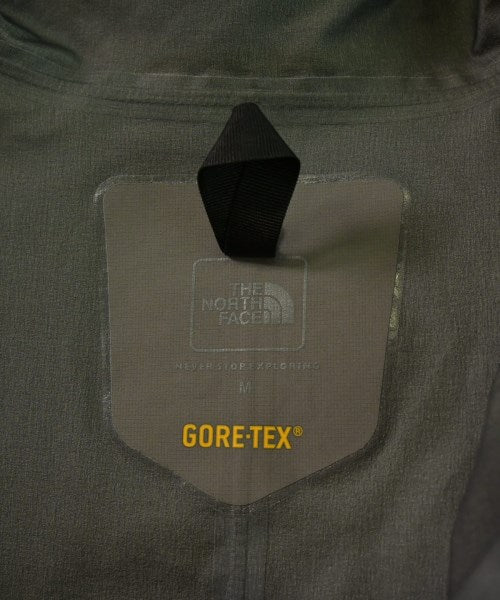 THE
NORTH
FACE
NEVER STOP EXPLORING
M
GORE-TEX®